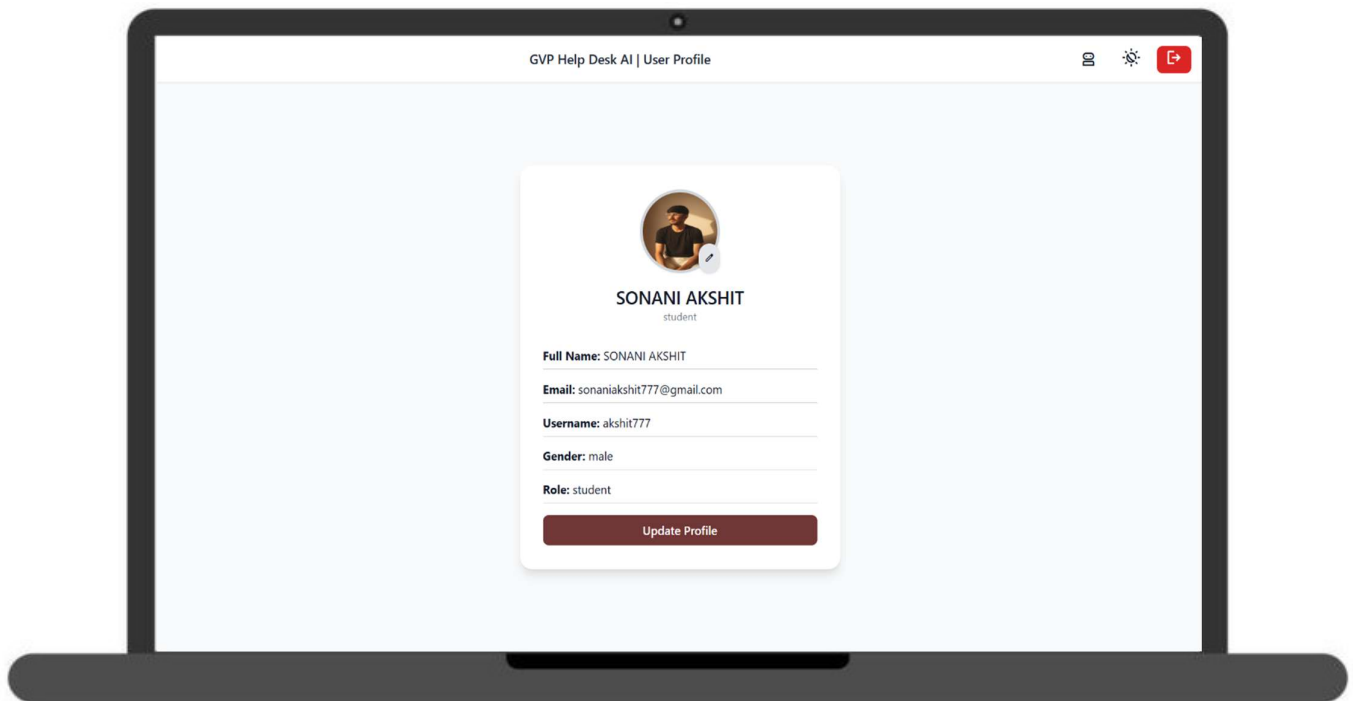 GVP Help Desk AI | User Profile
SONANI AKSHIT
student
Full Name: SONANI AKSHIT
Email: sonaniakshit777@gmail.com
Username: akshit777
Gender: male
Role: student
Update Profile